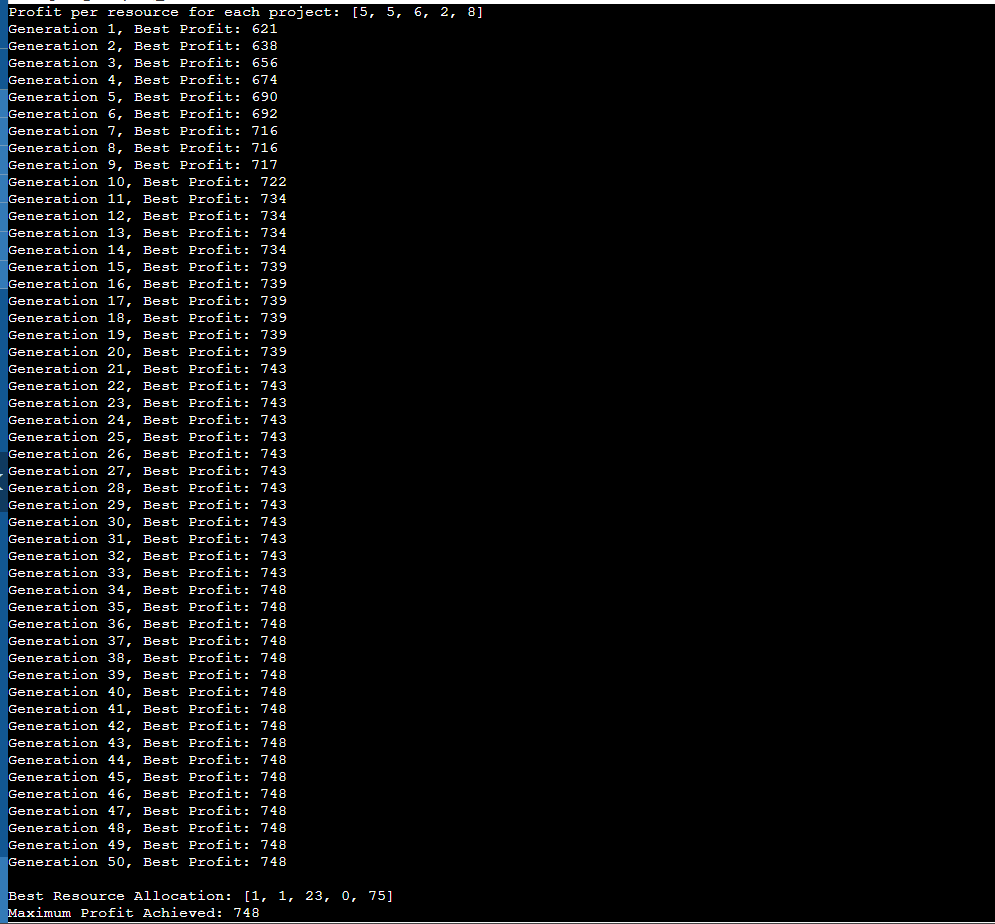 Profit per resource for each project: [5, 5, 6, 2, 8]
Generation 1, Best Profit: 621
Generation 2, Best Profit: 638
Generation 3, Best Profit: 656
Generation 4, Best Profit: 674
Generation 5, Best Profit: 690
Generation 6, Best Profit: 692
Generation 7, Best Profit: 716
Generation 8, Best Profit: 716
Generation 9, Best Profit: 717
Generation 10, Best Profit: 722
Generation 11, Best Profit: 734
Generation 12, Best Profit: 734
Generation 13, Best Profit: 734
Generation 14, Best Profit: 734
Generation 15, Best Profit: 739
Generation 16, Best Profit: 739
Generation 17, Best Profit: 739
Generation 18, Best Profit: 739
Generation 19, Best Profit: 739
Generation 20, Best Profit: 739
Generation 21, Best Profit: 743
Generation 22, Best Profit: 743
Generation 23, Best Profit: 743
Generation 24, Best Profit: 743
Generation 25, Best Profit: 743
Generation 26, Best Profit: 743
Generation 27, Best Profit: 743
Generation 28, Best Profit: 743
Generation 29, Best Profit: 743
Generation 30, Best Profit: 743
Generation 31, Best Profit: 743
Generation 32, Best Profit: 743
Generation 33, Best Profit: 743
Generation 34, Best Profit: 748
Generation 35, Best Profit: 748
Generation 36, Best Profit: 748
Generation 37, Best Profit: 748
Generation 38, Best Profit: 748
Generation 39, Best Profit: 748
Generation 40, Best Profit: 748
Generation 41, Best Profit: 748
Generation 42, Best Profit: 748
Generation 43, Best Profit: 748
Generation 44, Best Profit: 748
Generation 45, Best Profit: 748
Generation 46, Best Profit: 748
Generation 47, Best Profit: 748
Generation 48, Best Profit: 748
Generation 49, Best Profit: 748
Generation 50, Best Profit: 748
Best Resource Allocation: [1, 1, 23, 0, 75]
Maximum Profit Achieved: 748